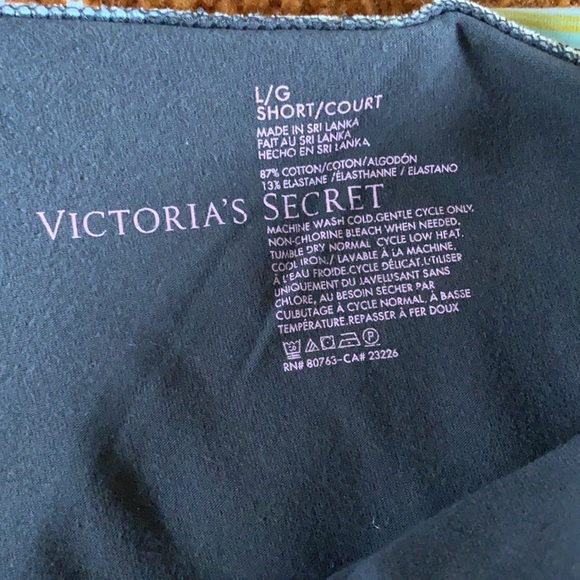 L/G
SHORT/COURT
MADE IN SRI LANKA
FAIT AU SRI LANKA
HECHO EN SRI LANKA
87% COTTON/COTON/ALGODÓN
13% ELASTANE /ÉLASTHANNE / ELASTANO
VICTORIA'S SECRET
MACHINE WASH COLD.GENTLE CYCLE ONLY.
NON-CHLORINE BLEACH WHEN NEEDED.
TUMBLE DRY NORMAL CYCLE LOW HEAT.
COOL IRON./ LAVABLE À LA MACHINE.
À L'EAU FROIDE.CYCLE DÉLICAT.UTILISER
UNIQUEMENT DU JAVELLISANT SANS
CHLORE, AU BESOIN SÉCHER PAR
CULBUTAGE À CYCLE NORMAL, À BASSE
TEMPÉRATURE.REPASSER À FER DOUX
RN# 80763-CA# 23226